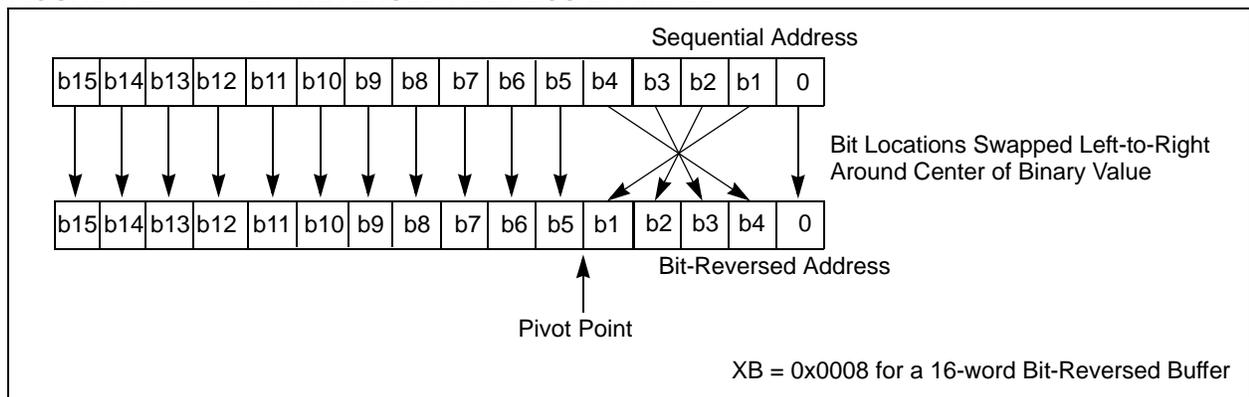 Sequential Address
b15 b14 b13 b12 b11 b10 b9 b8 b7 b6 b5 b4 b3 b2 b1 0
Bit Locations Swapped Left-to-Right
Around Center of Binary Value
b15 b14 b13 b12 b11 b10 b9 b8 b7 b6 b5 b1 b2 b3 b4 0
Bit-Reversed Address
Pivot Point
XB = 0x0008 for a 16-word Bit-Reversed Buffer